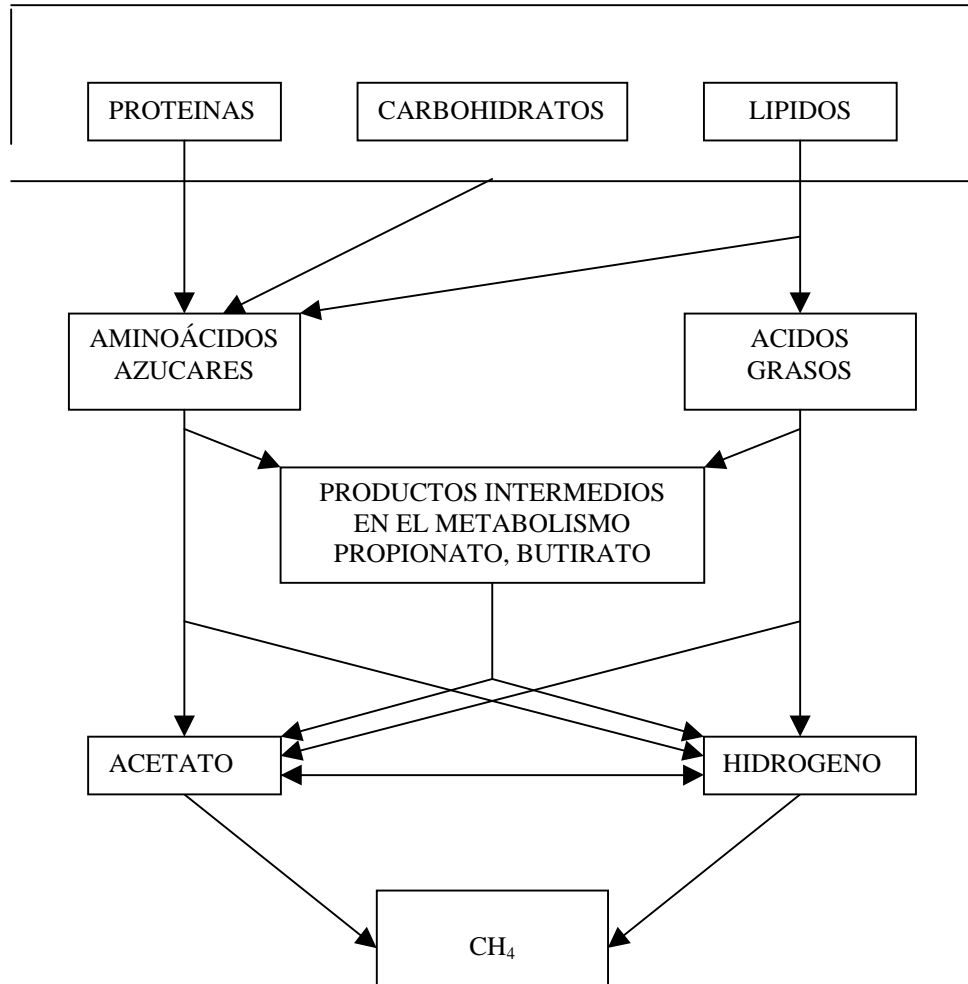 PROTEINAS
CARBOHIDRATOS
LIPIDOS
AMINOÁCIDOS
AZUCARES
ACIDOS
GRASOS
PRODUCTOS INTERMEDIOS
EN EL METABOLISMO
PROPIONATO, BUTIRATO
ACETATO
HIDROGENO
CH₄